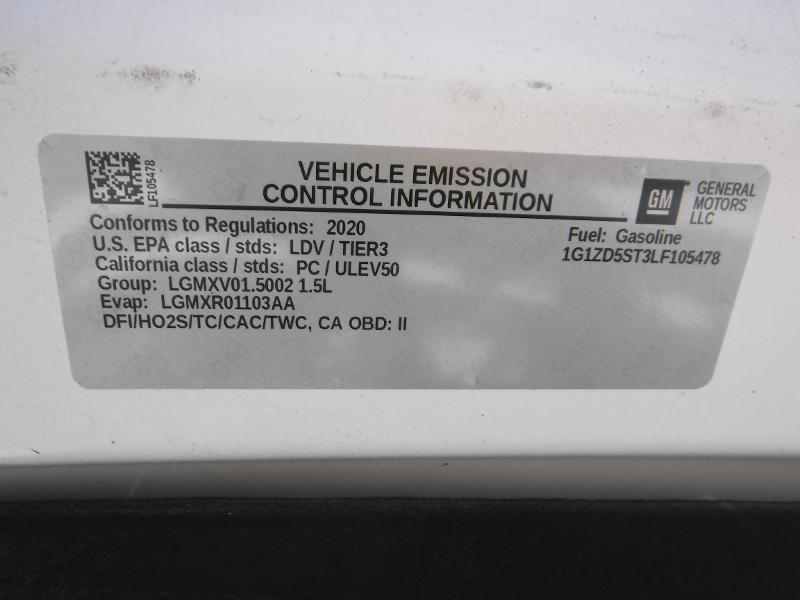 LF105478
VEHICLE EMISSION
CONTROL INFORMATION
GM
GENERAL
MOTORS
LLC
Conforms to Regulations: 2020
U.S. EPA class / stds: LDV / TIER3
California class / stds: PC / ULEV50
Group: LGMXV01.5002 1.5L
Evap: LGMXR01103AA
DFI/HO2S/TC/CAC/TWC, CA OBD: II
Fuel: Gasoline
1G1ZD5ST3LF105478